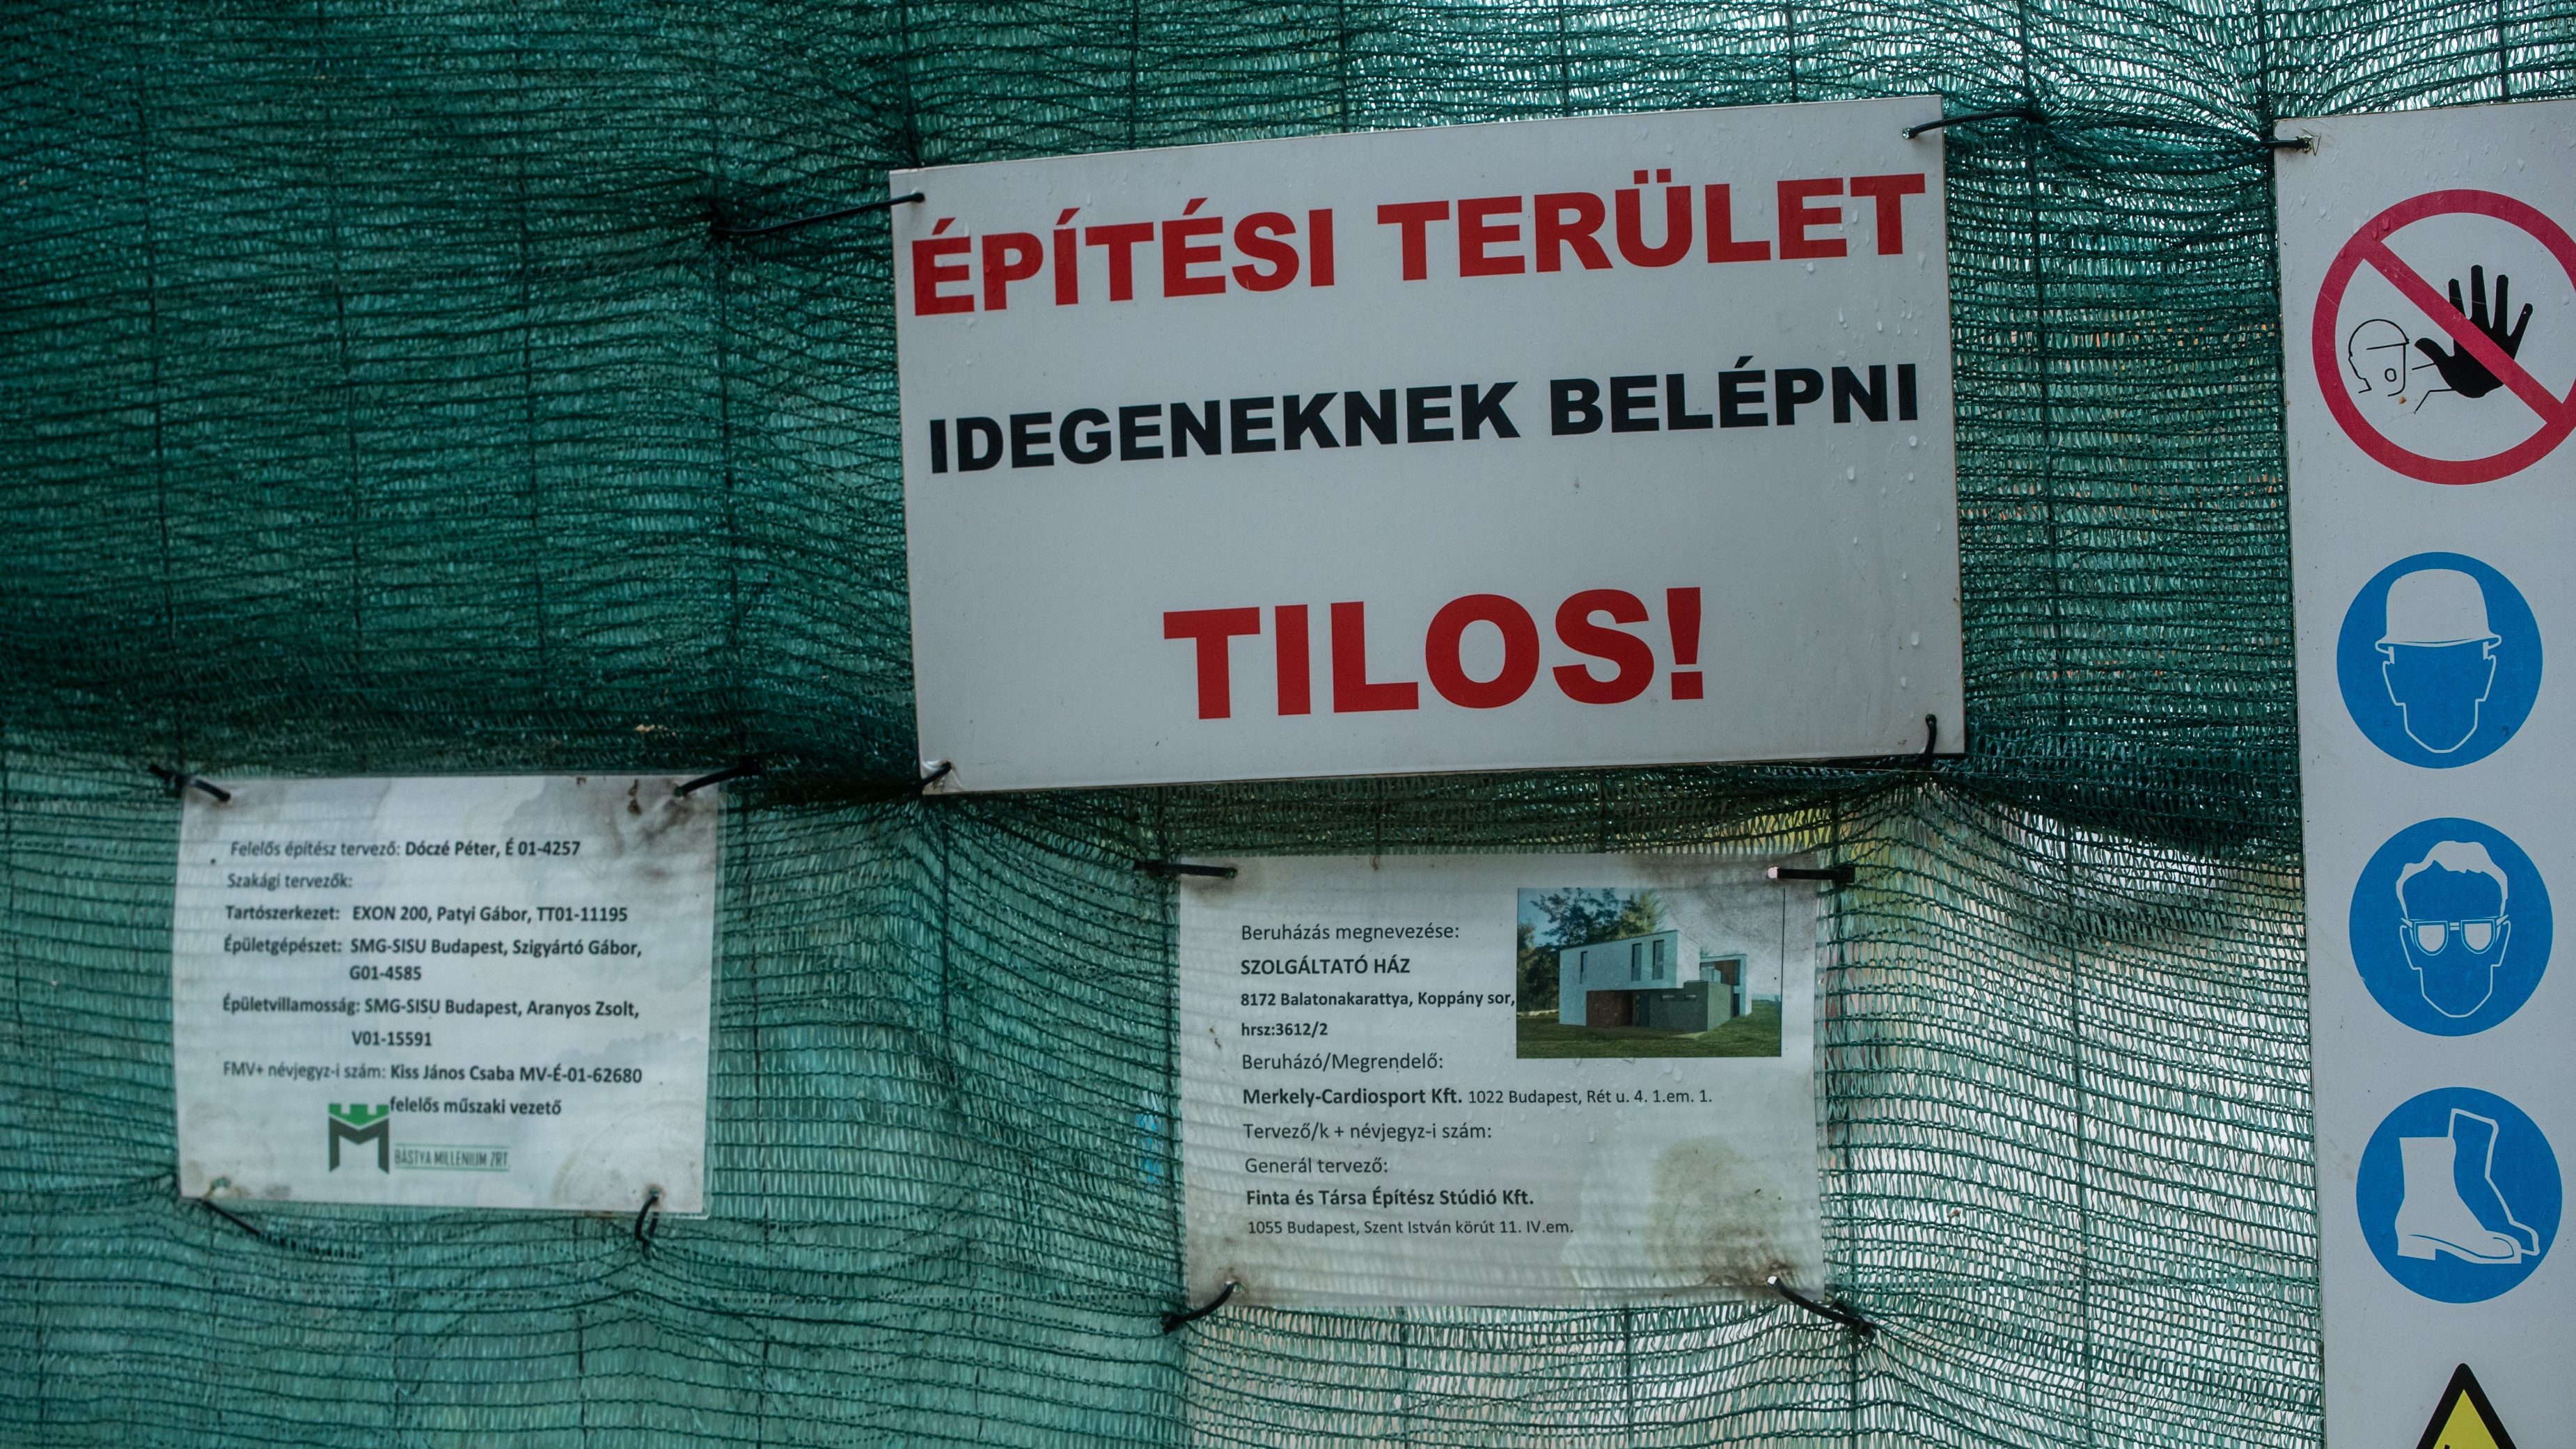 ÉPÍTÉSI TERÜLET
IDEGENEKNEK BELÉPNI
TILOS!
Felelős építész tervező: Dóczé Péter, É 01-4257
Szakági tervezők:
Tartószerkezet: EXON 200, Patyi Gábor, TT01-11195
Épületgépészet: SMG-SISU Budapest, Szigyártó Gábor,
G01-4585
Épületvillamosság: SMG-SISU Budapest, Aranyos Zsolt,
V01-15591
FMV+ névjegyz-i szám: Kiss János Csaba MV-É-01-62680
felelős műszaki vezető
BÁSTYA MILLENIUM ZRT
Beruházás megnevezése:
SZOLGÁLTATÓ HÁZ
8172 Balatonakarattya, Koppány sor,
hrsz:3612/2
Beruházó/Megrendelő:
Merkely-Cardiosport Kft. 1022 Budapest, Rét u. 4. 1.em. 1.
Tervező/k + névjegyz-i szám:
Generál tervező:
Finta és Társa Építész Stúdió Kft.
1055 Budapest, Szent István körút 11. IV.em.